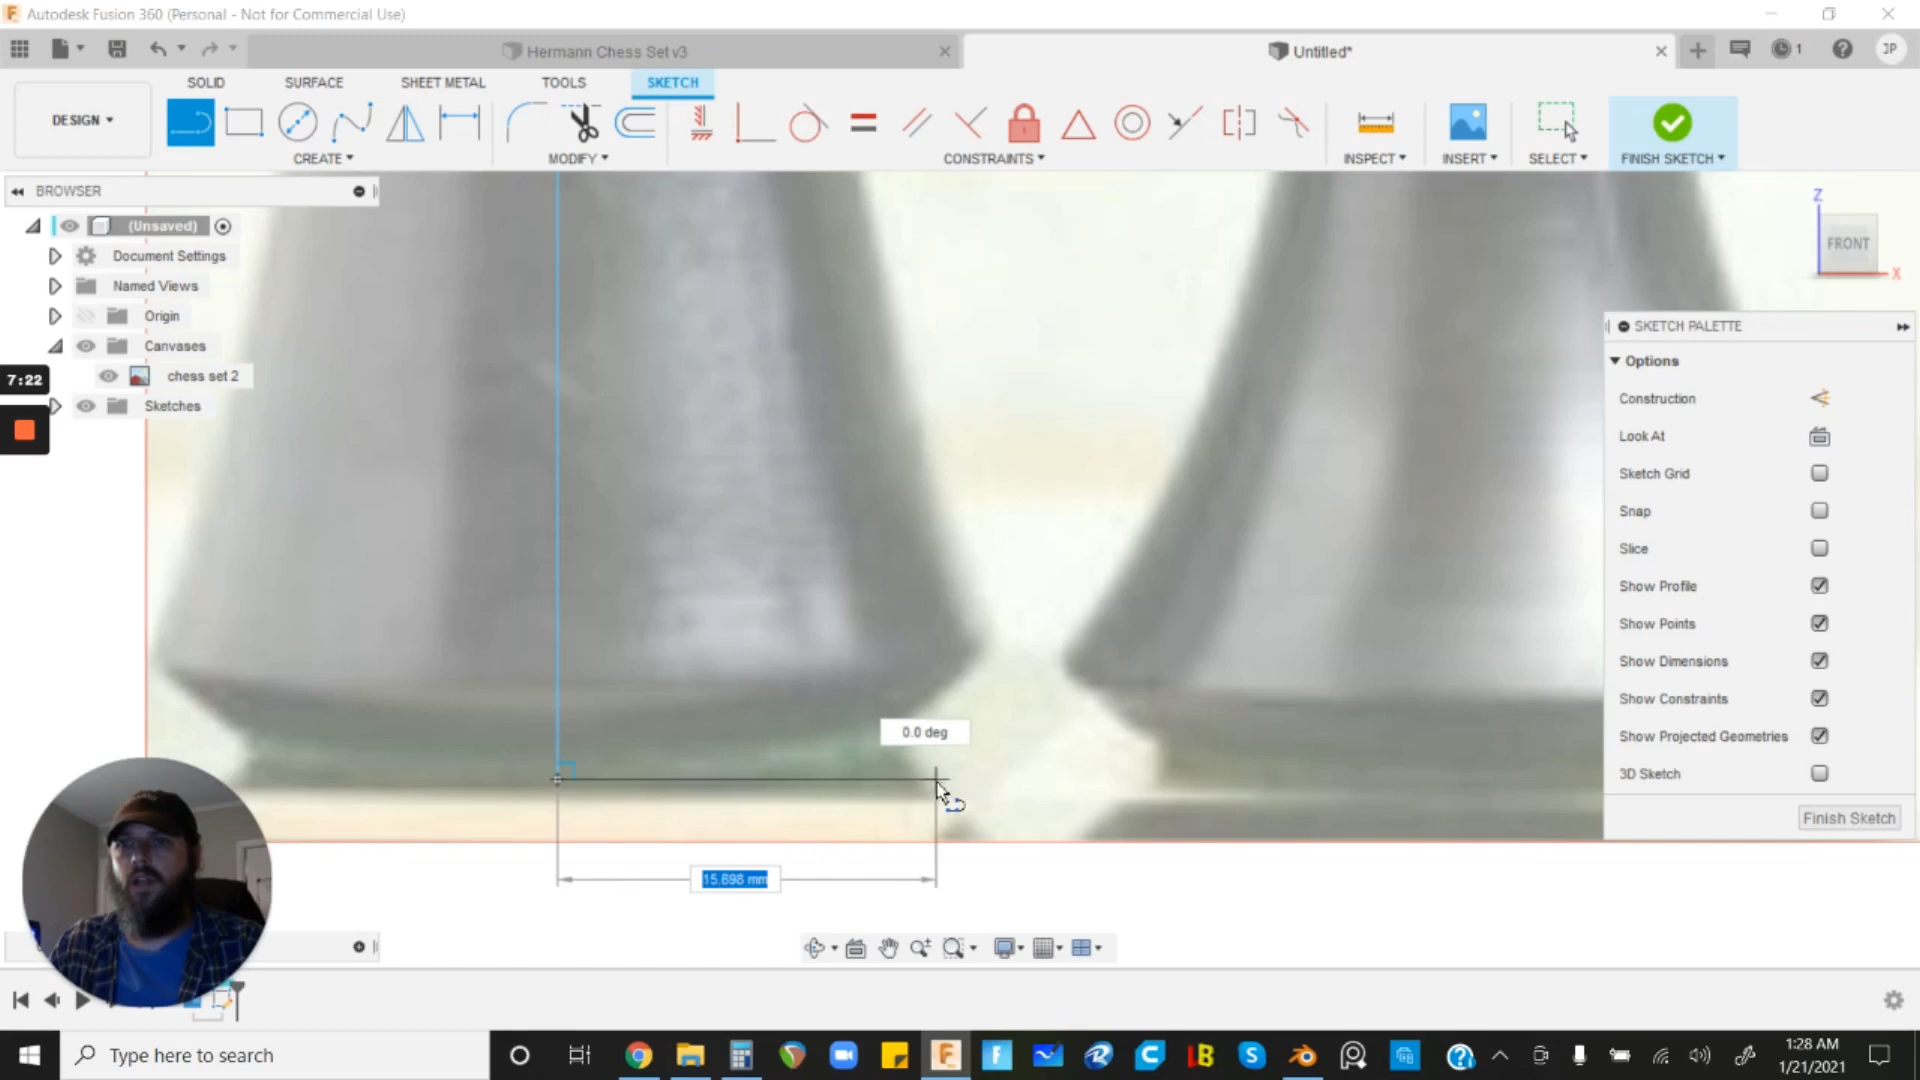 Autodesk Fusion 360 (Personal - Not for Commercial Use)
Hermann Chess Set v3
Untitled*
1
JP
SOLID
SURFACE
SHEET METAL
TOOLS
SKETCH
DESIGN
CREATE
MODIFY
CONSTRAINTS
INSPECT
INSERT
SELECT
FINISH SKETCH
BROWSER
(Unsaved)
Document Settings
Named Views
Origin
Canvases
chess set 2
Sketches
7:22
Z
FRONT
X
SKETCH PALETTE
Options
Construction
Look At
Sketch Grid
Snap
Slice
Show Profile
Show Points
Show Dimensions
Show Constraints
Show Projected Geometries
3D Sketch
Finish Sketch
0.0 deg
15.698 mm
Type here to search
1:28 AM
1/21/2021